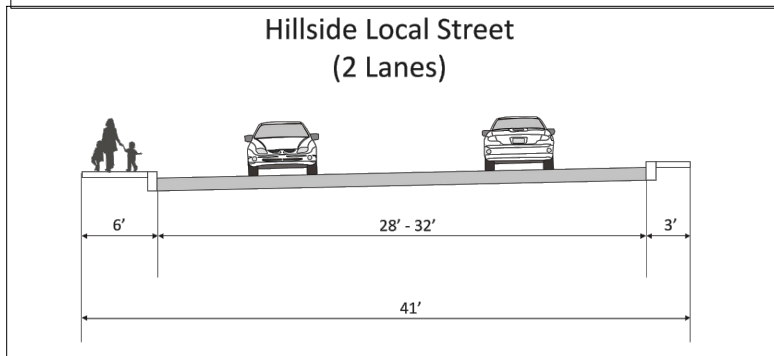 Hillside Local Street
(2 Lanes)
6’
28’ - 32’
3’
41’